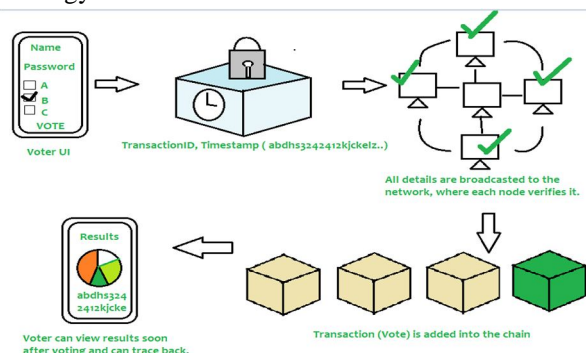 Name
Password
A
B
C
VOTE
Voter UI
TransactionID, Timestamp ( abdhs3242412kjckelz..)
All details are broadcasted to the
network, where each node verifies it.
Results
abdhs324
2412kjcke
Voter can view results soon
after voting and can trace back.
Transaction (Vote) is added into the chain